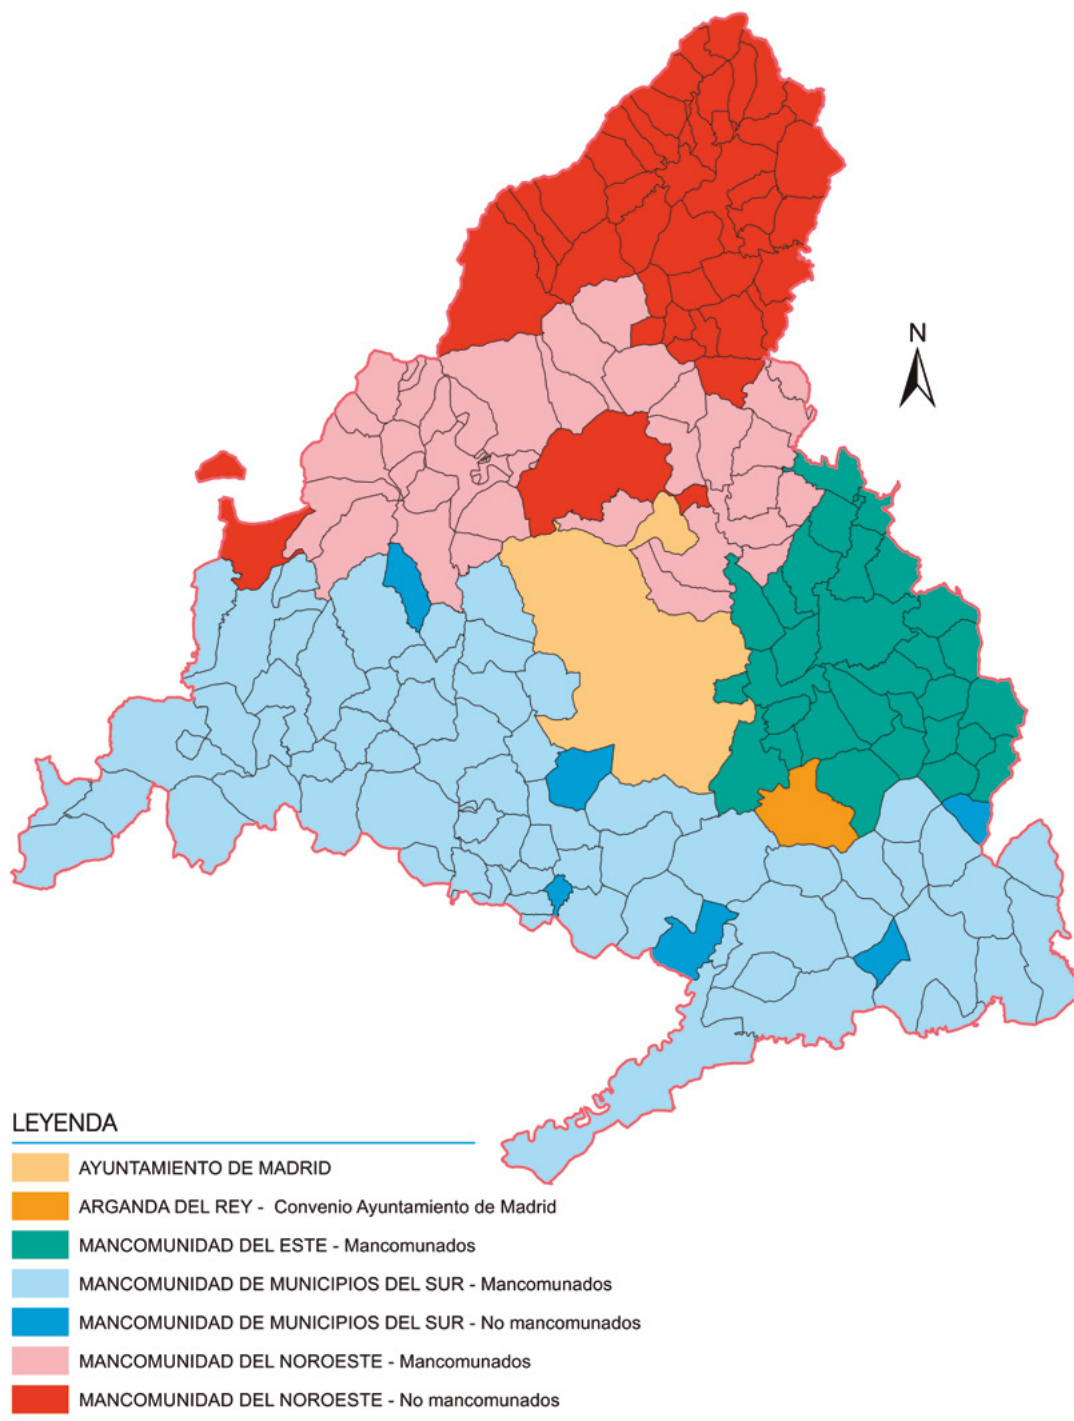 N
LEYENDA
AYUNTAMIENTO DE MADRID
ARGANDA DEL REY - Convenio Ayuntamiento de Madrid
MANCOMUNIDAD DEL ESTE - Mancomunados
MANCOMUNIDAD DE MUNICIPIOS DEL SUR - Mancomunados
MANCOMUNIDAD DE MUNICIPIOS DEL SUR - No mancomunados
MANCOMUNIDAD DEL NOROESTE - Mancomunados
MANCOMUNIDAD DEL NOROESTE - No mancomunados